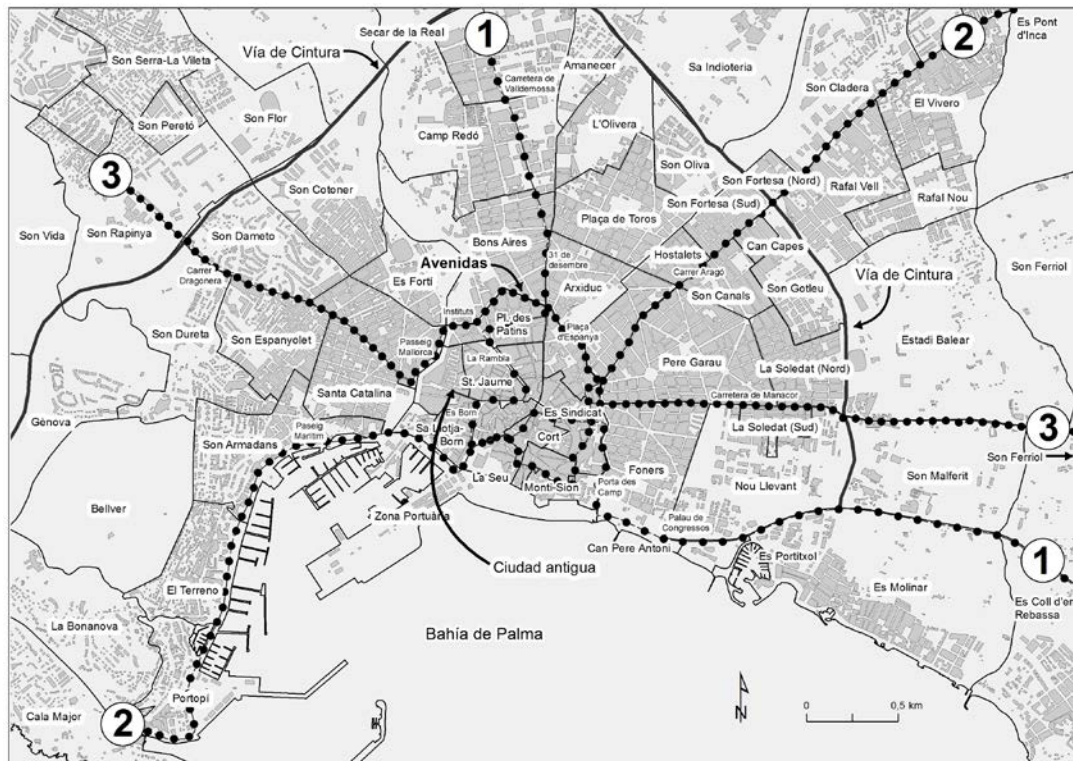 Es Pont
d'Inca
Secar de la Real
1
2
Vía de Cintura
Amanecer
Carretera de
Valldemossa
Sa Indioteria
Son Serra-La Vileta
Son Cladera
El Vivero
Son Peretó
Son Flor
Camp Redó
L'Olivera
Son Oliva
3
Son Cotoner
Son Fortesa (Nord)
Rafal Vell
Rafal Nou
Son Fortesa (Sud)
Plaça de Toros
Son Vida
Son Rapinya
Son Dameto
Bons Aires
Can Capes
Hostalets
31 de
desembre
Avenidas
Carrer
Dragonera
Es Fortí
Arxiduc
Carrer Aragó
Son Gotleu
Vía de Cintura
Son Ferriol
Son Canals
Instituts
Pl. des
Patins
Plaça
d'Espanya
Son Dureta
Son Espanyolet
Passeig
Mallorca
Estadi Balear
La Rambla
Pere Garau
La Soledat (Nord)
St. Jaume
Santa Catalina
Carretera de Manacor
Gènova
Es Born
Es Sindicat
Sa Llotja-
Born
Cort
La Soledat (Sud)
3
Paseig
Marítim
Son Armadans
Son Ferriol
Foners
La Seu
Monti-Sion
Porta des
Camp
Nou Llevant
Son Malferit
Bellver
Zona Portuària
Palau de
Congressos
Can Pere Antoni
Es Portitxol
1
Ciudad antigua
El Terreno
Es Molinar
Es Coll d'en
Rebassa
La Bonanova
Bahía de Palma
Portopí
N
0
0,5 km
Cala Major
2